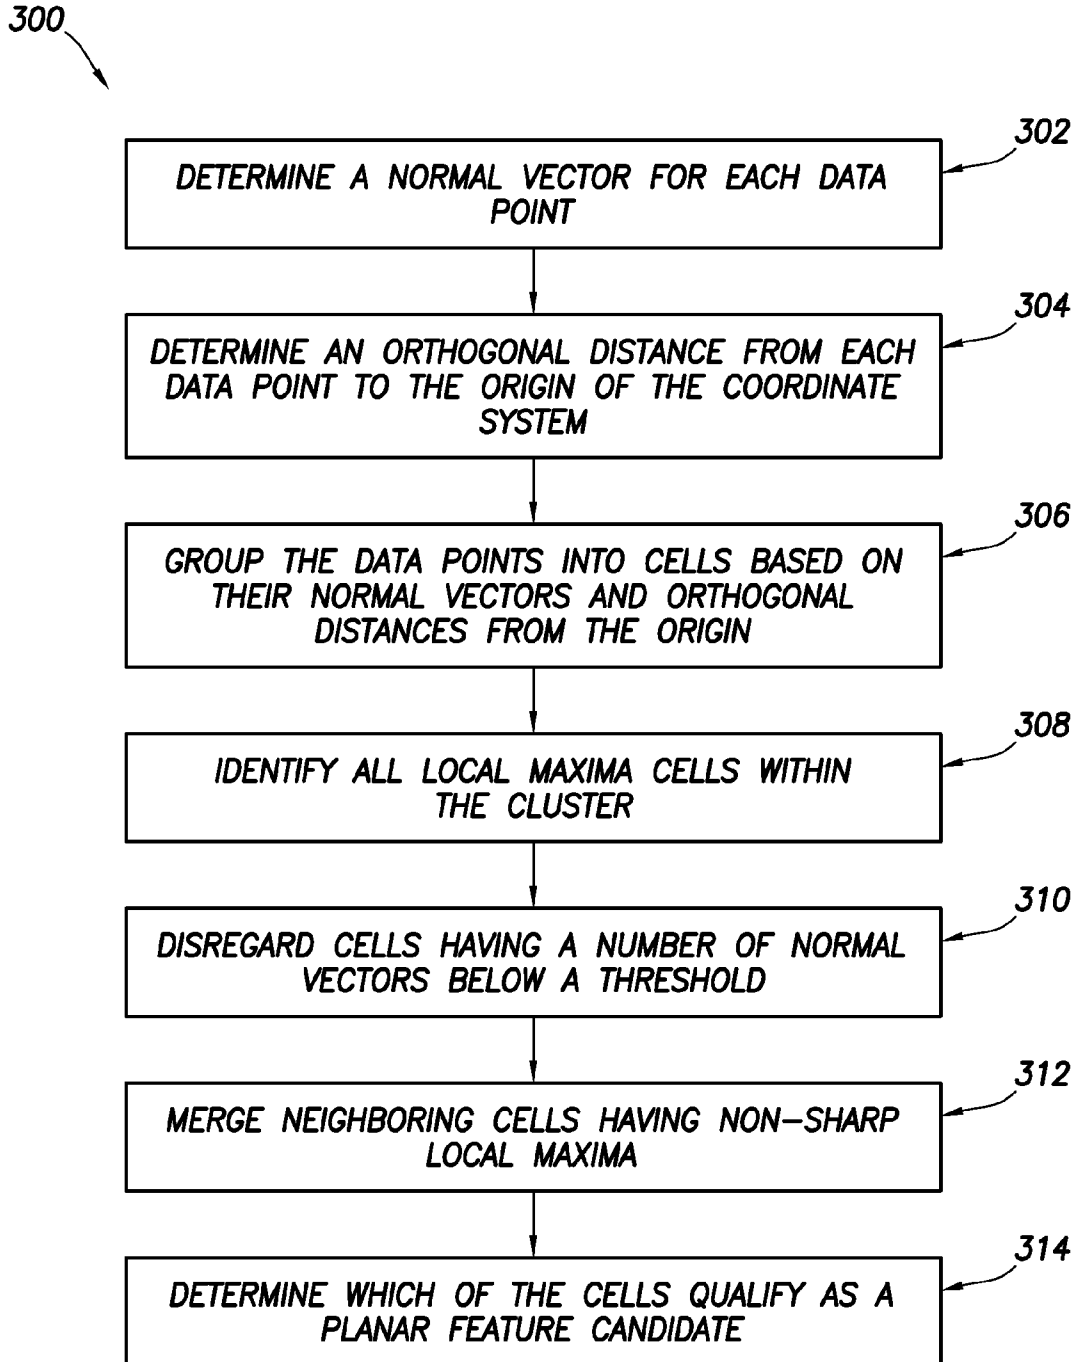 300
302
DETERMINE A NORMAL VECTOR FOR EACH DATA
POINT
304
DETERMINE AN ORTHOGONAL DISTANCE FROM EACH
DATA POINT TO THE ORIGIN OF THE COORDINATE
SYSTEM
306
GROUP THE DATA POINTS INTO CELLS BASED ON
THEIR NORMAL VECTORS AND ORTHOGONAL
DISTANCES FROM THE ORIGIN
308
IDENTIFY ALL LOCAL MAXIMA CELLS WITHIN
THE CLUSTER
310
DISREGARD CELLS HAVING A NUMBER OF NORMAL
VECTORS BELOW A THRESHOLD
312
MERGE NEIGHBORING CELLS HAVING NON-SHARP
LOCAL MAXIMA
314
DETERMINE WHICH OF THE CELLS QUALIFY AS A
PLANAR FEATURE CANDIDATE